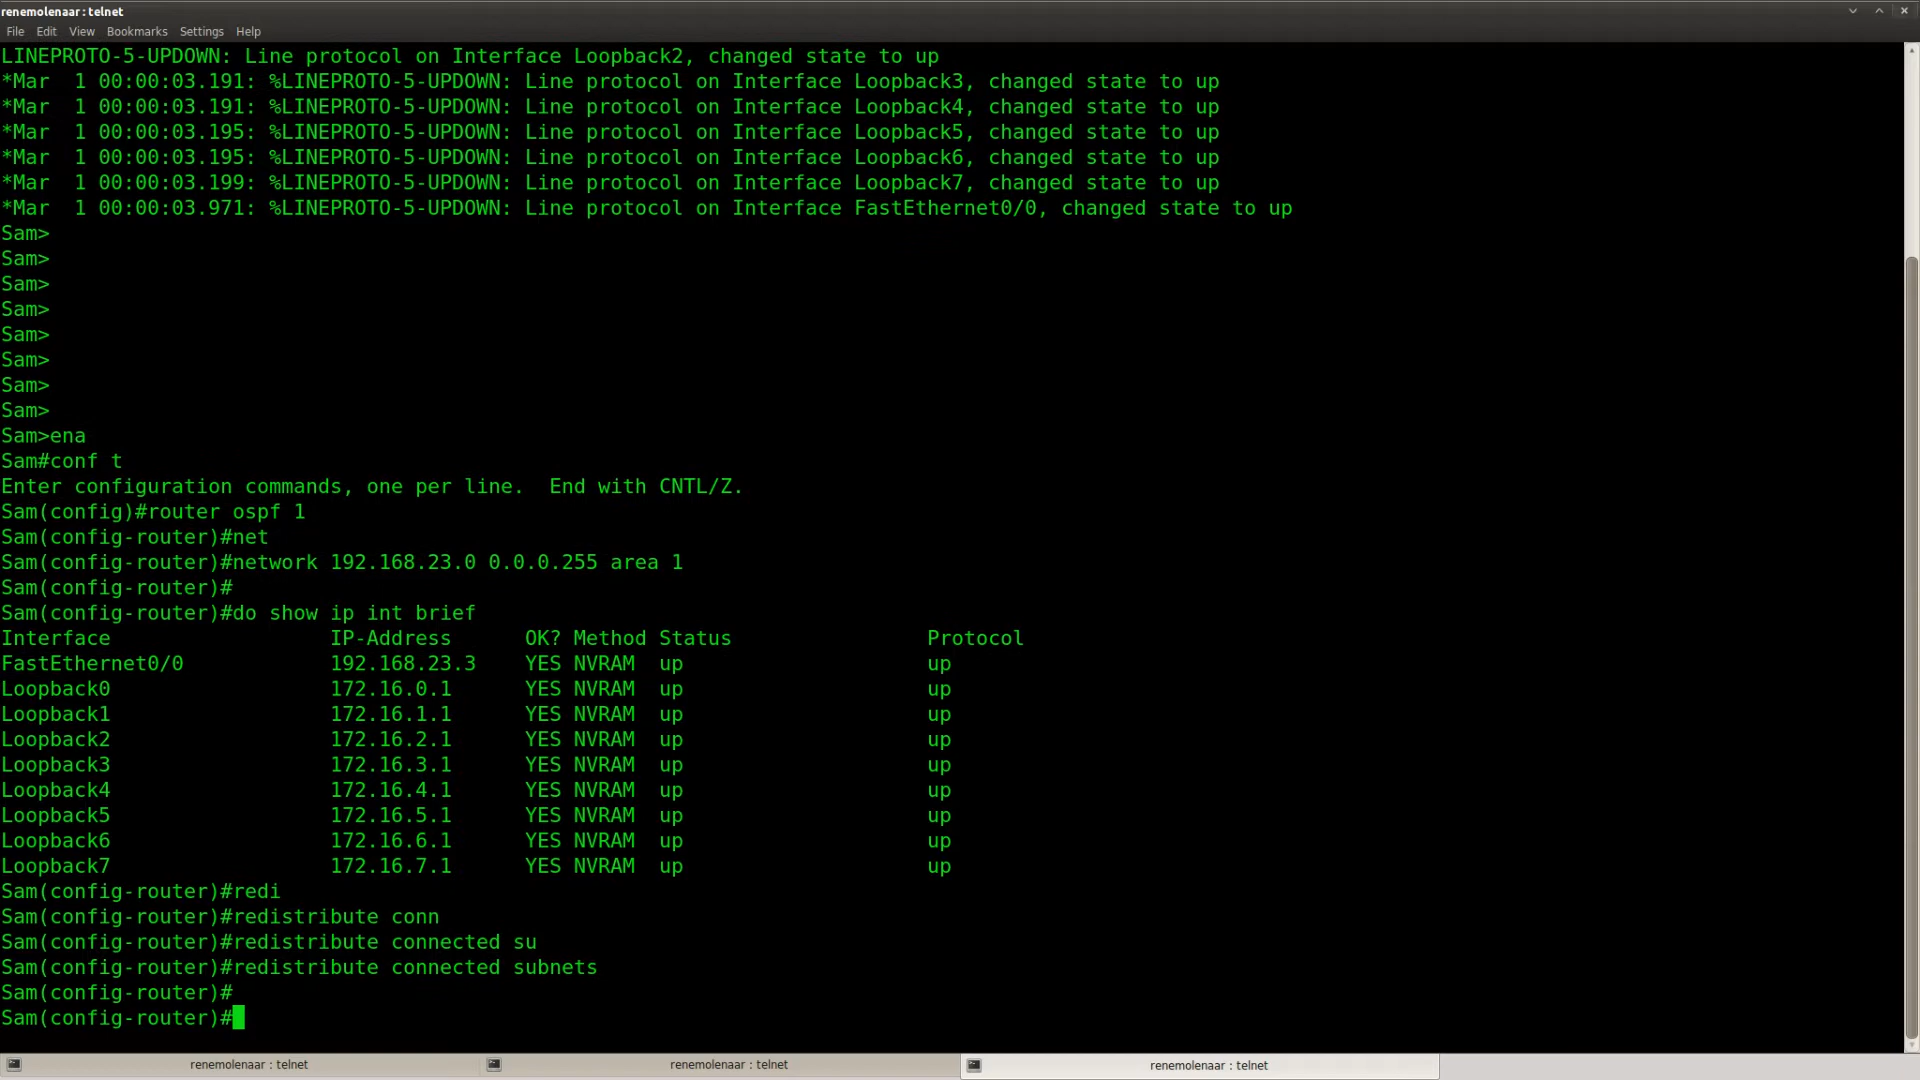 renemolenaar : telnet
File Edit View Bookmarks Settings Help
LINEPROTO-5-UPDOWN: Line protocol on Interface Loopback2, changed state to up
*Mar  1 00:00:03.191: %LINEPROTO-5-UPDOWN: Line protocol on Interface Loopback3, changed state to up
*Mar  1 00:00:03.191: %LINEPROTO-5-UPDOWN: Line protocol on Interface Loopback4, changed state to up
*Mar  1 00:00:03.195: %LINEPROTO-5-UPDOWN: Line protocol on Interface Loopback5, changed state to up
*Mar  1 00:00:03.195: %LINEPROTO-5-UPDOWN: Line protocol on Interface Loopback6, changed state to up
*Mar  1 00:00:03.199: %LINEPROTO-5-UPDOWN: Line protocol on Interface Loopback7, changed state to up
*Mar  1 00:00:03.971: %LINEPROTO-5-UPDOWN: Line protocol on Interface FastEthernet0/0, changed state to up
Sam>
Sam>
Sam>
Sam>
Sam>
Sam>
Sam>
Sam>
Sam>ena
Sam#conf t
Enter configuration commands, one per line.  End with CNTL/Z.
Sam(config)#router ospf 1
Sam(config-router)#net
Sam(config-router)#network 192.168.23.0 0.0.0.255 area 1
Sam(config-router)#
Sam(config-router)#do show ip int brief
Interface                  IP-Address      OK? Method Status                Protocol
FastEthernet0/0            192.168.23.3    YES NVRAM  up                    up
Loopback0                  172.16.0.1      YES NVRAM  up                    up
Loopback1                  172.16.1.1      YES NVRAM  up                    up
Loopback2                  172.16.2.1      YES NVRAM  up                    up
Loopback3                  172.16.3.1      YES NVRAM  up                    up
Loopback4                  172.16.4.1      YES NVRAM  up                    up
Loopback5                  172.16.5.1      YES NVRAM  up                    up
Loopback6                  172.16.6.1      YES NVRAM  up                    up
Loopback7                  172.16.7.1      YES NVRAM  up                    up
Sam(config-router)#redi
Sam(config-router)#redistribute conn
Sam(config-router)#redistribute connected su
Sam(config-router)#redistribute connected subnets
Sam(config-router)#
Sam(config-router)#
renemolenaar : telnet renemolenaar : telnet renemolenaar : telnet